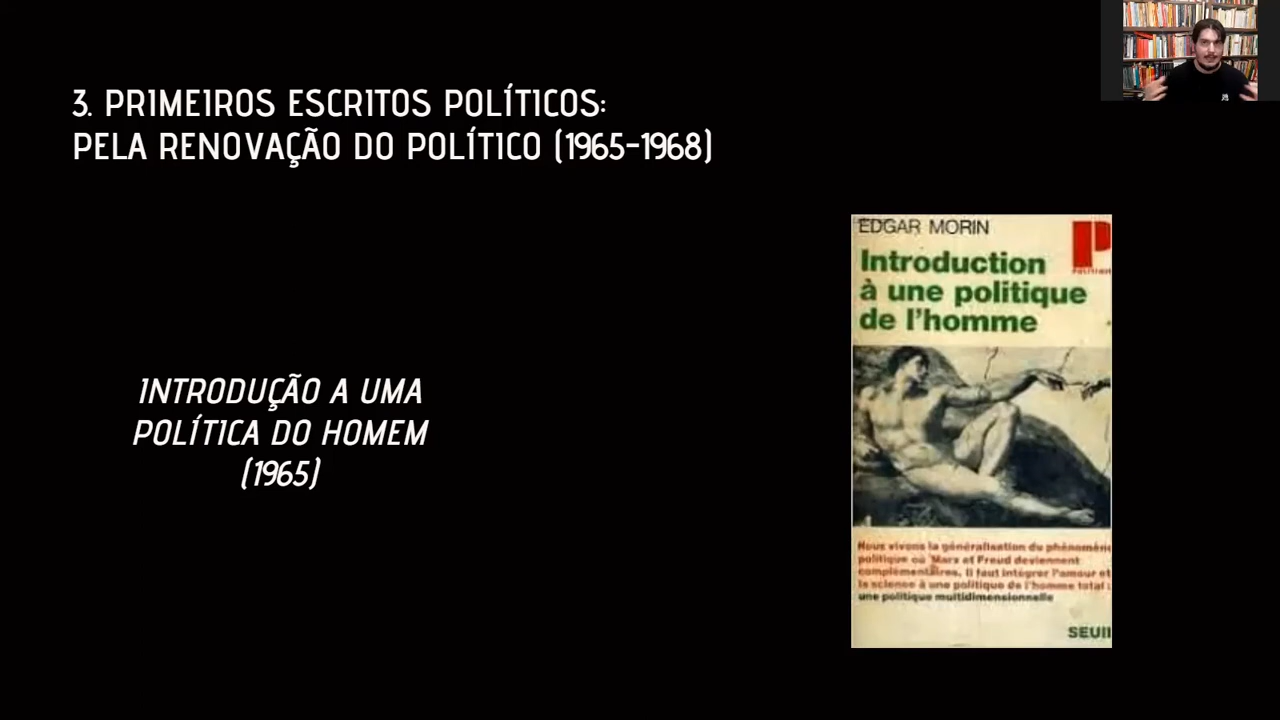 3. PRIMEIROS ESCRITOS POLÍTICOS:
PELA RENOVAÇÃO DO POLÍTICO (1965-1968)
INTRODUÇÃO A UMA
POLÍTICA DO HOMEM
(1965)
EDGAR MORIN
P
POLITIQUE
Introduction
à une politique
de l'homme
Nous vivons la généralisation du phénomène
politique où Marx et Freud deviennent
complémentaires. Il faut intégrer l'amour et
la science à une politique de l'homme total :
une politique multidimensionnelle
SEUIL